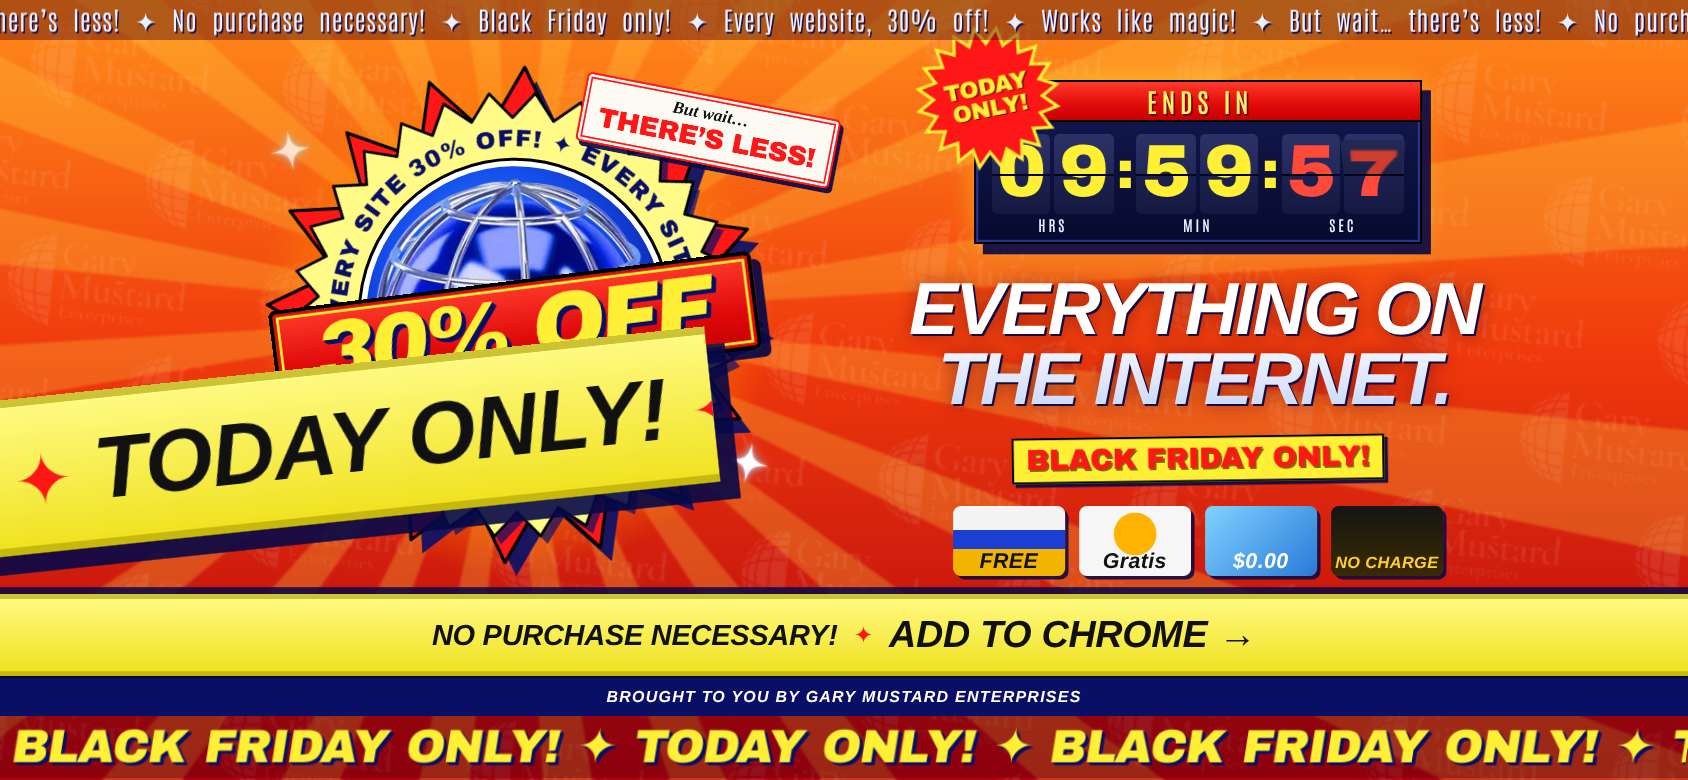 here's less! ✦ No purchase necessary! ✦ Black Friday only! ✦ Every website, 30% off! ✦ Works like magic! ✦ But wait… there's less! ✦ No purch
EVERY SITE 30% OFF! ✦ EVERY SIT
But wait…
THERE'S LESS!
30% OFF
✦ TODAY ONLY! ✦
TODAY
ONLY!
ENDS IN
09:59:57
HRS MIN SEC
EVERYTHING ON
THE INTERNET.
BLACK FRIDAY ONLY!
FREE Gratis $0.00 NO CHARGE
NO PURCHASE NECESSARY! ✦ ADD TO CHROME →
BROUGHT TO YOU BY GARY MUSTARD ENTERPRISES
BLACK FRIDAY ONLY! ✦ TODAY ONLY! ✦ BLACK FRIDAY ONLY! ✦ T
Gary
Mustard
Enterprises